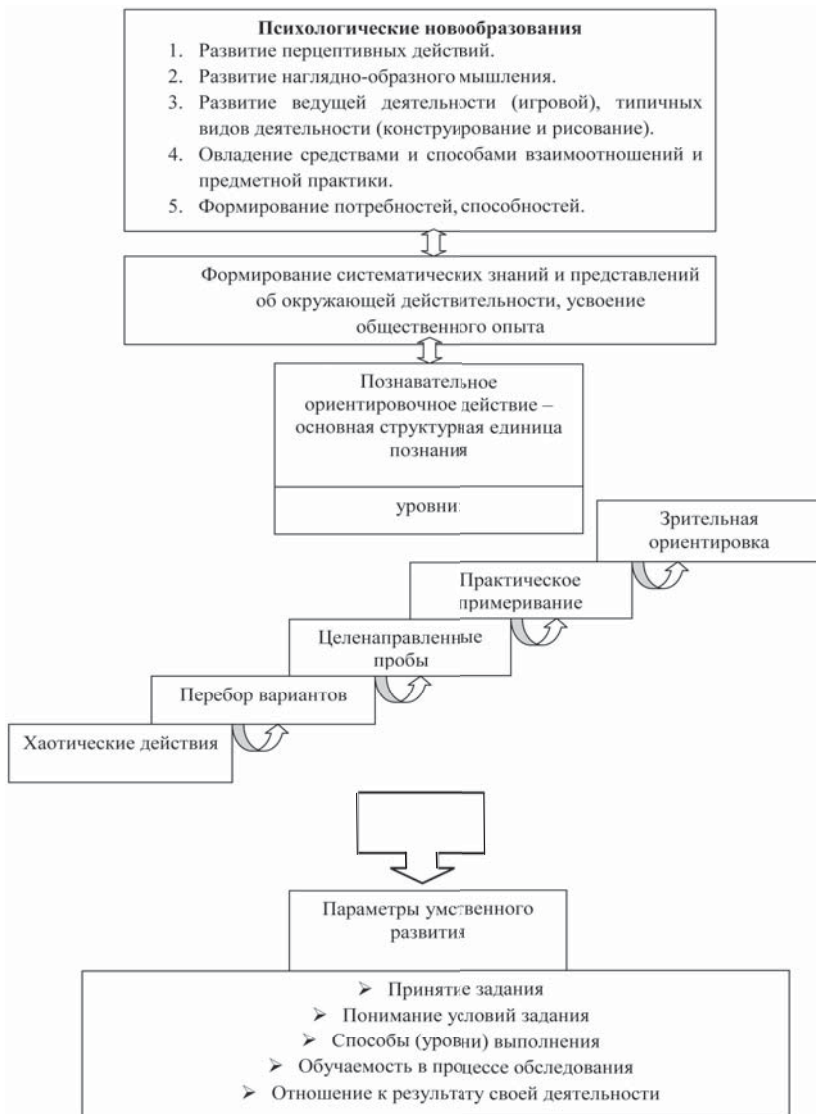 Психологические новообразования
1. Развитие перцептивных действий.
2. Развитие наглядно-образного мышления.
3. Развитие ведущей деятельности (игровой), типичных
видов деятельности (конструирование и рисование).
4. Овладение средствами и способами взаимоотношений и
предметной практики.
5. Формирование потребностей, способностей.
Формирование систематических знаний и представлений
об окружающей действительности, усвоение
общественного опыта
Познавательное
ориентировочное действие –
основная структурная единица
познания
уровни:
Зрительная
ориентировка
Практическое
примеривание
Целенаправленные
пробы
Перебор вариантов
Хаотические действия
Параметры умственного
развития
➢ Принятие задания
➢ Понимание условий задания
➢ Способы (уровни) выполнения
➢ Обучаемость в процессе обследования
➢ Отношение к результату своей деятельности